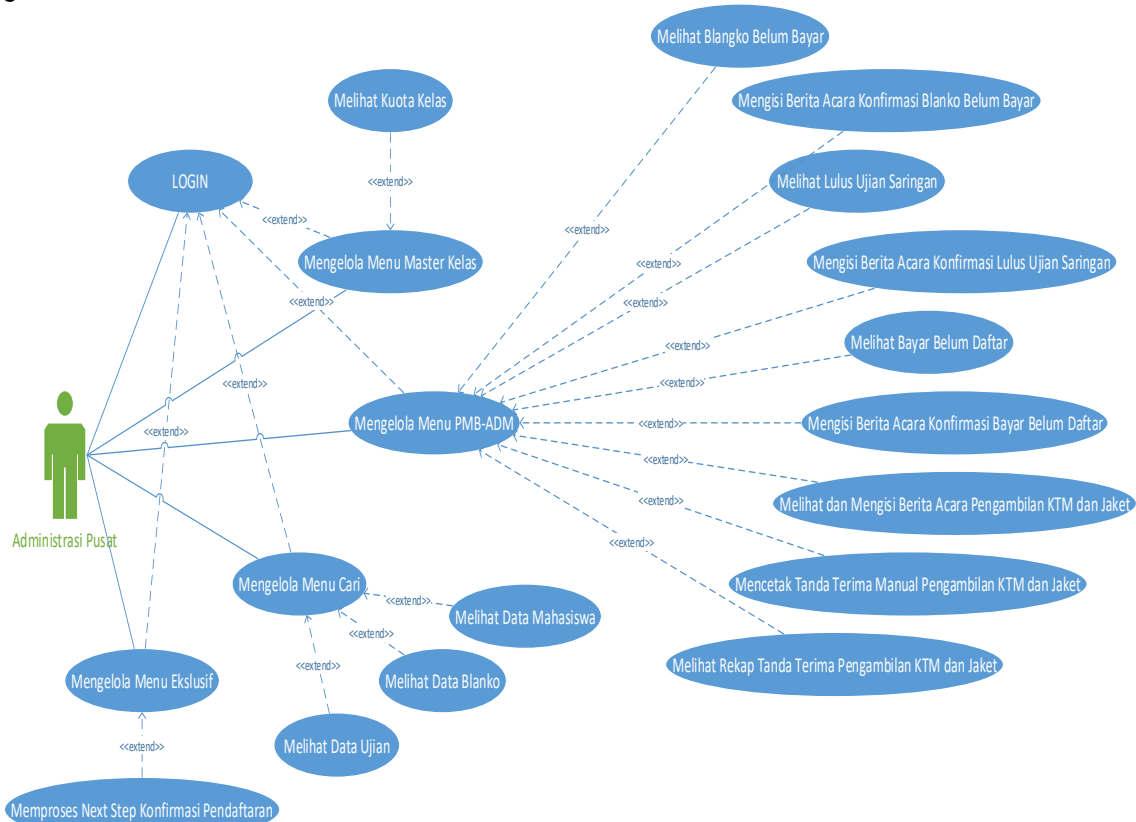 Melihat Blangko Belum Bayar
Melihat Kuota Kelas
Mengisi Berita Acara Konfirmasi Blanko Belum Bayar
LOGIN
<<extend>>
Melihat Lulus Ujian Saringan
<<extend>>
<<extend>>
Mengelola Menu Master Kelas
<<extend>>
Mengisi Berita Acara Konfirmasi Lulus Ujian Saringan
<<extend>>
<<extend>>
<<extend>>
Melihat Bayar Belum Daftar
<<extend>>
<<extend>>
Mengelola Menu PMB-ADM
<<extend>>
Mengisi Berita Acara Konfirmasi Bayar Belum Daftar
<<extend>>
<<extend>>
Melihat dan Mengisi Berita Acara Pengambilan KTM dan Jaket
<<extend>>
Administrasi Pusat
<<extend>>
Mengelola Menu Cari
Mencetak Tanda Terima Manual Pengambilan KTM dan Jaket
<<extend>>
Melihat Data Mahasiswa
<<extend>>
<<extend>>
Melihat Rekap Tanda Terima Pengambilan KTM dan Jaket
Mengelola Menu Ekslusif
Melihat Data Blanko
<<extend>>
Melihat Data Ujian
Memproses Next Step Konfirmasi Pendaftaran